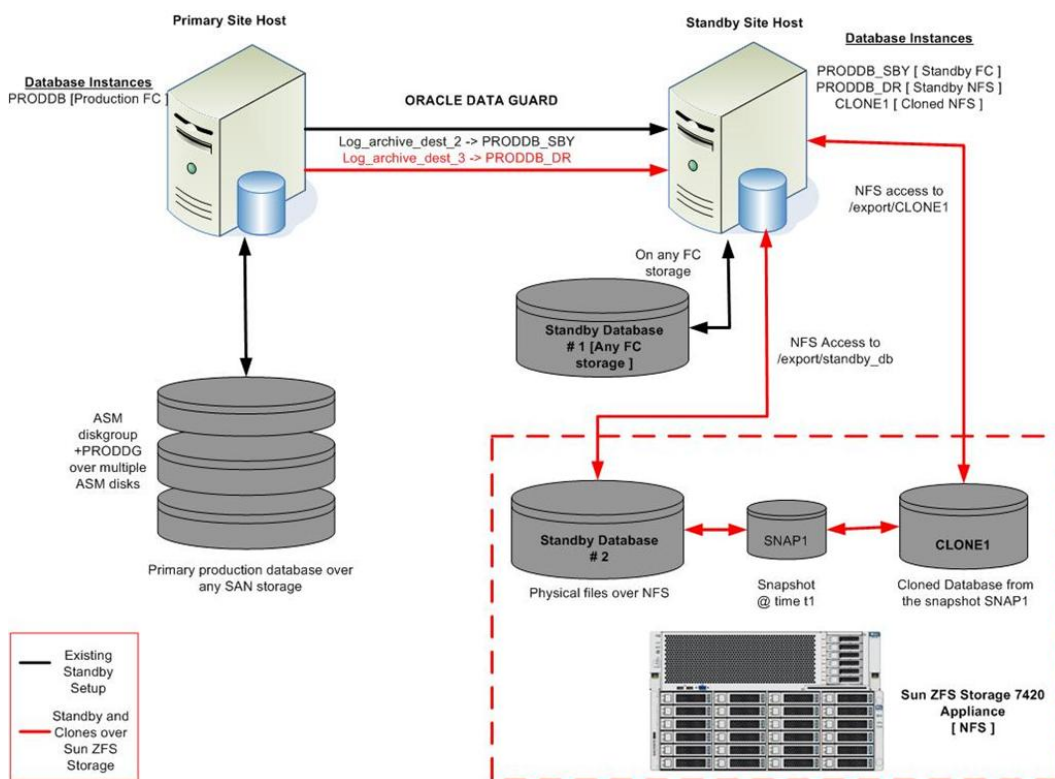 Primary Site Host
Standby Site Host
Database Instances
PRODDB [Production FC ]
Database Instances
PRODDB_SBY [ Standby FC ]
PRODDB_DR [ Standby NFS ]
CLONE1 [ Cloned NFS ]
ORACLE DATA GUARD
Log_archive_dest_2 -> PRODDB_SBY
Log_archive_dest_3 -> PRODDB_DR
NFS access to
/export/CLONE1
On any FC
storage
Standby Database
# 1 [Any FC
storage ]
NFS Access to
/export/standby_db
ASM
diskgroup
+PRODDG
over multiple
ASM disks
Primary production database over
any SAN storage
Standby Database
# 2
SNAP1
CLONE1
Physical files over NFS
Snapshot
@ time t1
Cloned Database from
the snapshot SNAP1
Existing
Standby
Setup
Standby and
Clones over
Sun ZFS
Storage
Sun ZFS Storage 7420
Appliance
[ NFS ]